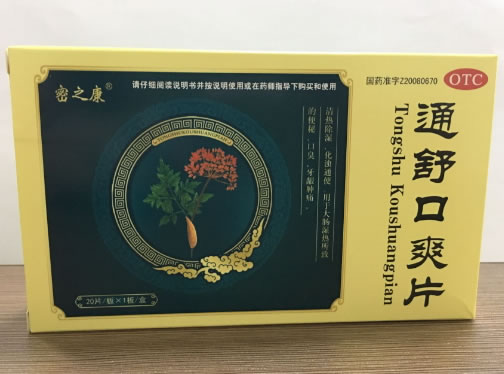 密之康®
请仔细阅读说明书并按说明使用或在药师指导下购买和使用
国药准字Z20080670
OTC
通舒口爽片
Tongshu Koushuangpian
清热除湿，化浊通便。用于大肠湿热所致
的便秘、口臭、牙龈肿痛。
20片/板×1板/盒